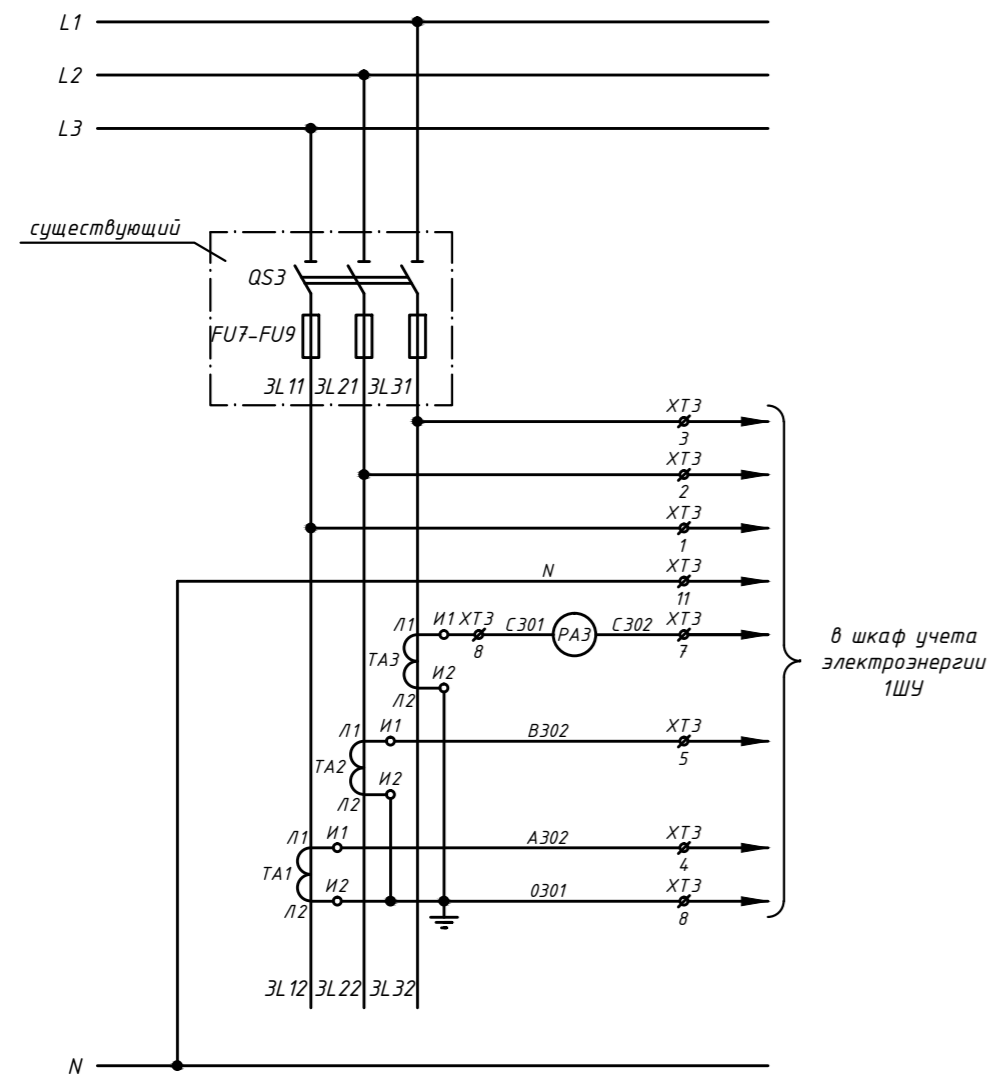 L1
L2
L3
существующий
QS3
FU7-FU9
3L11 3L21 3L31
XT3
3
XT3
2
XT3
1
N XT3
11
Л1 И1 XT3 C301 PA3 C302 XT3
8 7
TA3
И2
Л2
в шкаф учета
электроэнергии
1ШУ
Л1 И1 B302 XT3
5
TA2
И2
Л2
Л1 И1 A302 XT3
4
TA1
И2 0301 XT3
Л2 8
3L12 3L22 3L32
N